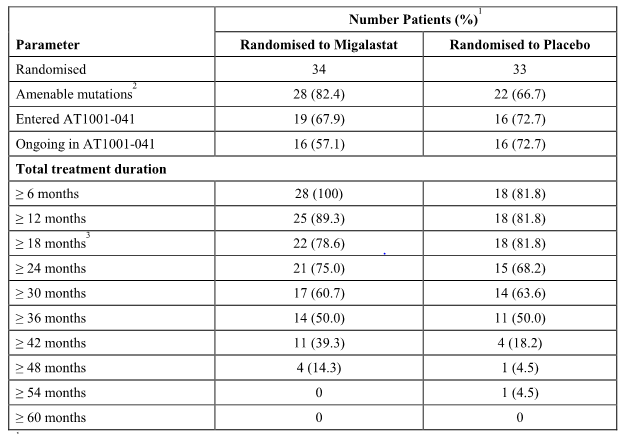 Number Patients (%)1
Parameter Randomised to Migalastat Randomised to Placebo
Randomised 34 33
Amenable mutations2 28 (82.4) 22 (66.7)
Entered AT1001-041 19 (67.9) 16 (72.7)
Ongoing in AT1001-041 16 (57.1) 16 (72.7)
Total treatment duration
≥ 6 months 28 (100) 18 (81.8)
≥ 12 months 25 (89.3) 18 (81.8)
≥ 18 months3 22 (78.6) 18 (81.8)
≥ 24 months 21 (75.0) 15 (68.2)
≥ 30 months 17 (60.7) 14 (63.6)
≥ 36 months 14 (50.0) 11 (50.0)
≥ 42 months 11 (39.3) 4 (18.2)
≥ 48 months 4 (14.3) 1 (4.5)
≥ 54 months 0 1 (4.5)
≥ 60 months 0 0